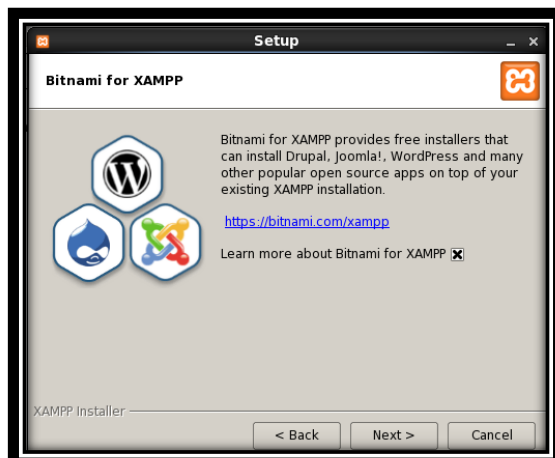 Setup
Bitnami for XAMPP
Bitnami for XAMPP provides free installers that
can install Drupal, Joomla!, WordPress and many
other popular open source apps on top of your
existing XAMPP installation.
https://bitnami.com/xampp
Learn more about Bitnami for XAMPP
XAMPP Installer
< Back
Next >
Cancel